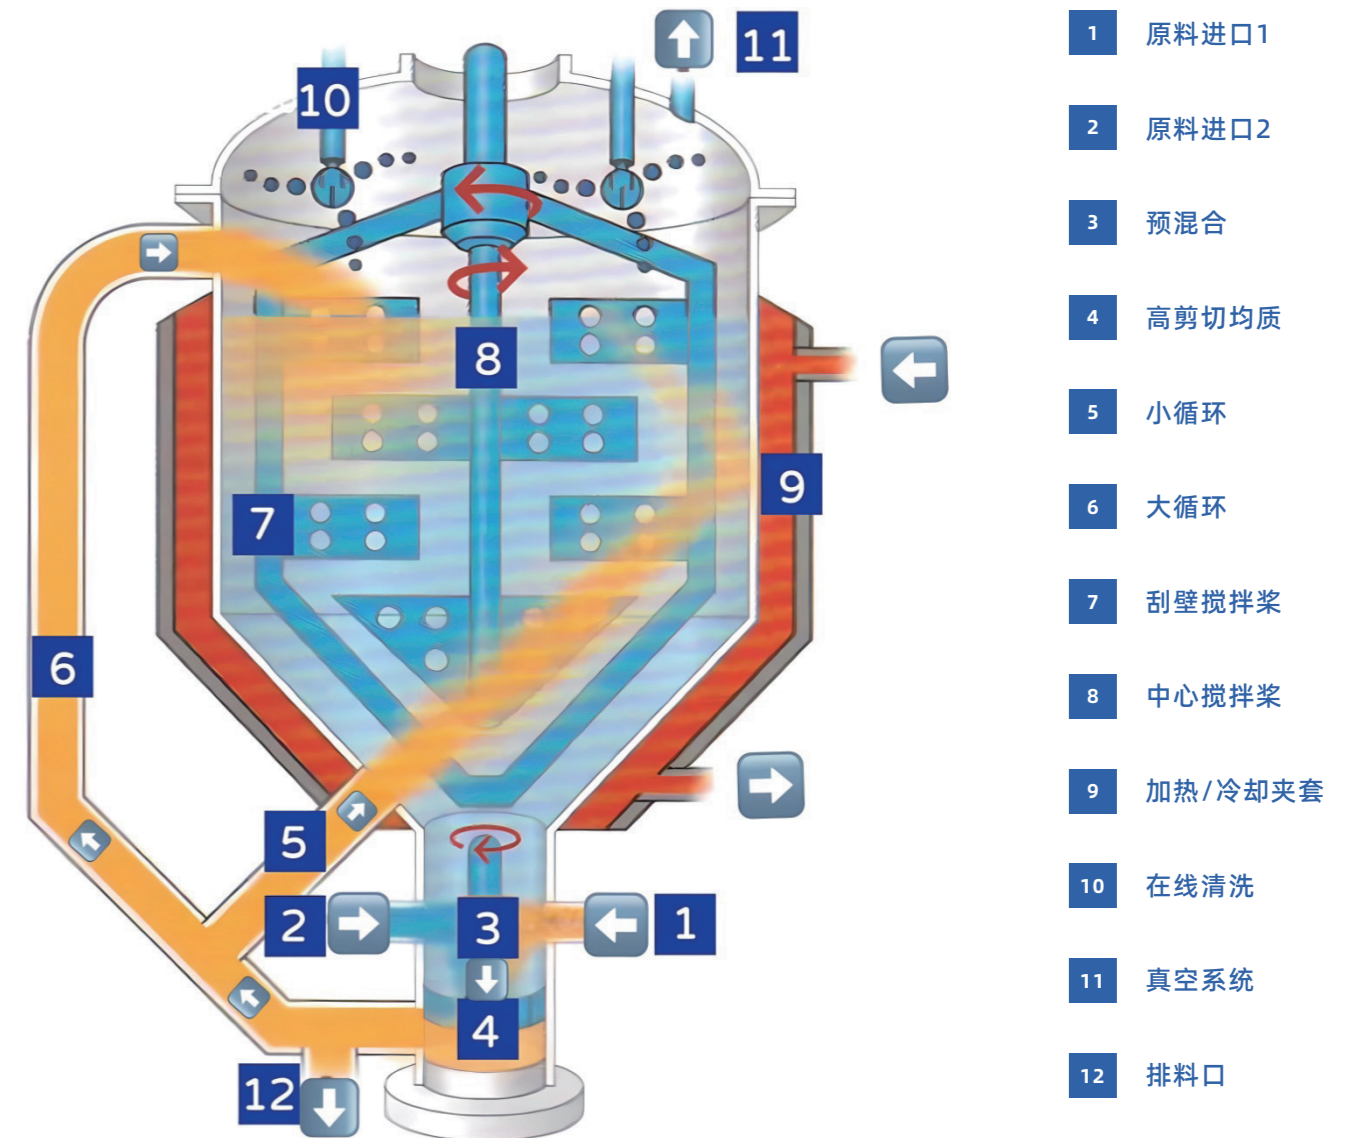 11
10
8
9
7
6
5
2
3
1
4
12
1 原料进口1
2 原料进口2
3 预混合
4 高剪切均质
5 小循环
6 大循环
7 刮壁搅拌桨
8 中心搅拌桨
9 加热/冷却夹套
10 在线清洗
11 真空系统
12 排料口